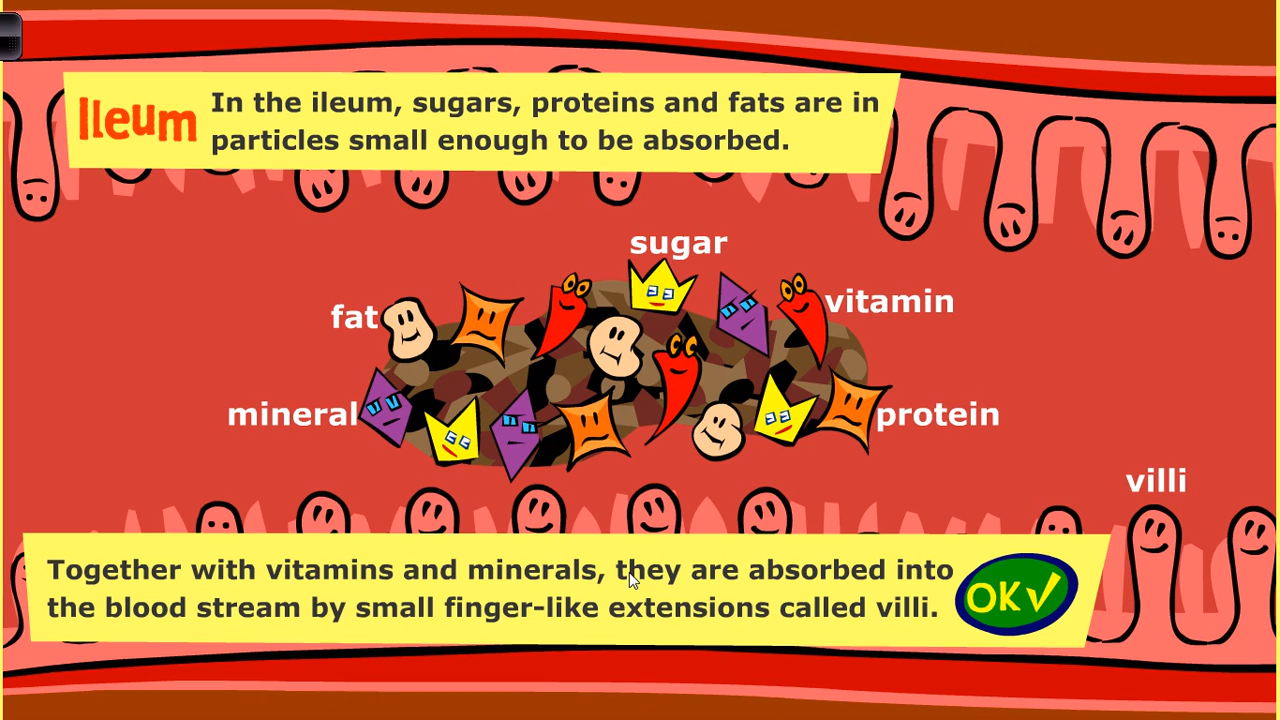 Ileum
In the ileum, sugars, proteins and fats are in
particles small enough to be absorbed.
sugar
fat
vitamin
mineral
protein
villi
Together with vitamins and minerals, they are absorbed into
the blood stream by small finger-like extensions called villi.
OK